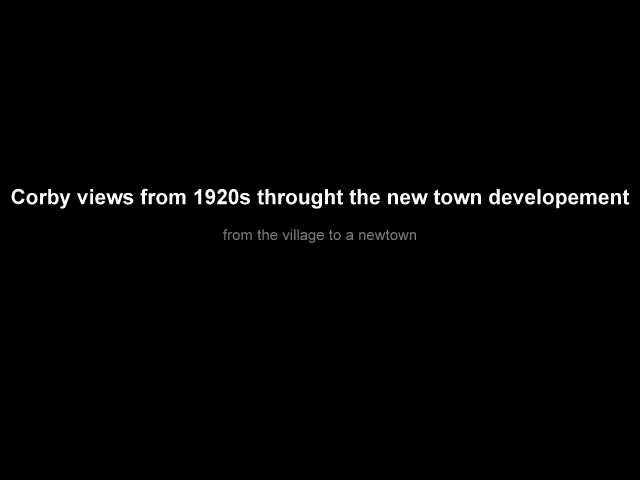 Corby views from 1920s throught the new town developement
from the village to a newtown